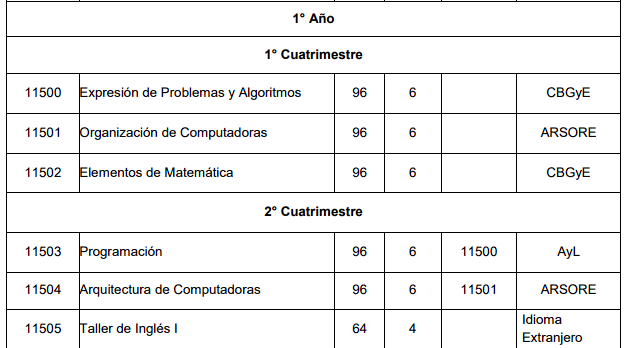 1° Año
1° Cuatrimestre
11500 Expresión de Problemas y Algoritmos 96 6 CBGyE
11501 Organización de Computadoras 96 6 ARSORE
11502 Elementos de Matemática 96 6 CBGyE
2° Cuatrimestre
11503 Programación 96 6 11500 AyL
11504 Arquitectura de Computadoras 96 6 11501 ARSORE
11505 Taller de Inglés I 64 4 Idioma
Extranjero